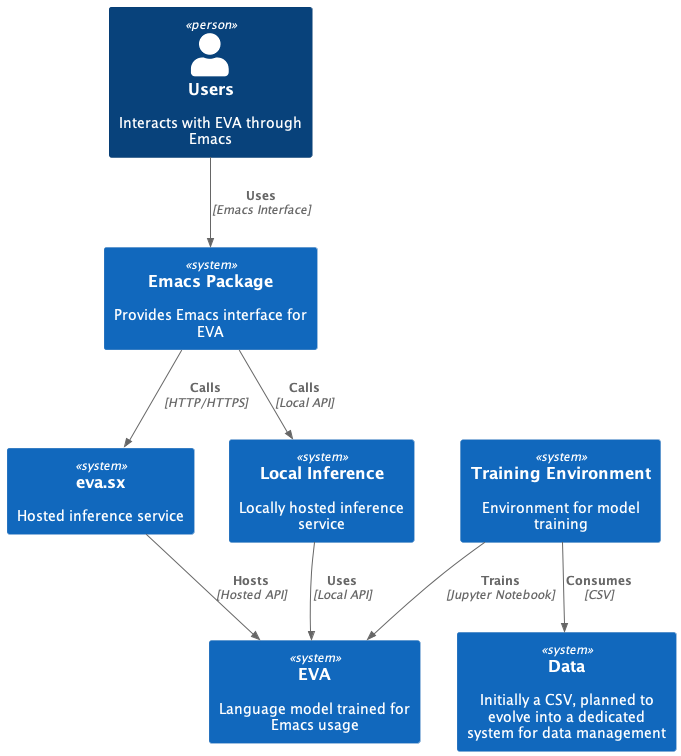 «person»
Users
Interacts with EVA through
Emacs
Uses
[Emacs Interface]
«system»
Emacs Package
Provides Emacs interface for
EVA
Calls
[HTTP/HTTPS]
Calls
[Local API]
«system»
eva.sx
Hosted inference service
«system»
Local Inference
Locally hosted inference
service
«system»
Training Environment
Environment for model
training
Hosts
[Hosted API]
Uses
[Local API]
Trains
[Jupyter Notebook]
Consumes
[CSV]
«system»
EVA
Language model trained for
Emacs usage
«system»
Data
Initially a CSV, planned to
evolve into a dedicated
system for data management